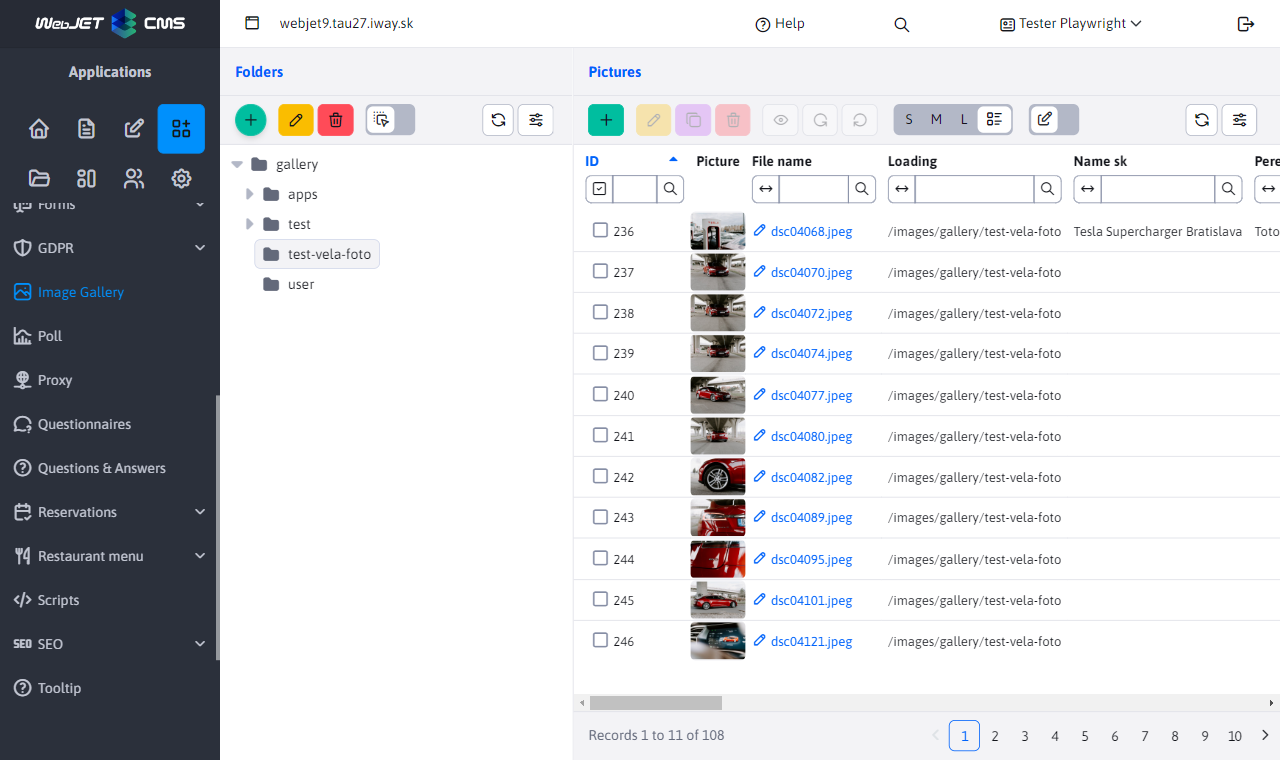 WebJET CMS
webjet9.tau27.iway.sk
Help
Tester Playwright
Applications
Folders
Pictures
S M L
Forms
GDPR
Image Gallery
Poll
Proxy
Questionnaires
Questions & Answers
Reservations
Restaurant menu
Scripts
SEO SEO
Tooltip
gallery
apps
test
test-vela-foto
user
ID Picture File name Loading Name sk Pere
236 dsc04068.jpeg /images/gallery/test-vela-foto Tesla Supercharger Bratislava Toto
237 dsc04070.jpeg /images/gallery/test-vela-foto
238 dsc04072.jpeg /images/gallery/test-vela-foto
239 dsc04074.jpeg /images/gallery/test-vela-foto
240 dsc04077.jpeg /images/gallery/test-vela-foto
241 dsc04080.jpeg /images/gallery/test-vela-foto
242 dsc04082.jpeg /images/gallery/test-vela-foto
243 dsc04089.jpeg /images/gallery/test-vela-foto
244 dsc04095.jpeg /images/gallery/test-vela-foto
245 dsc04101.jpeg /images/gallery/test-vela-foto
246 dsc04121.jpeg /images/gallery/test-vela-foto
Records 1 to 11 of 108
1 2 3 4 5 6 7 8 9 10